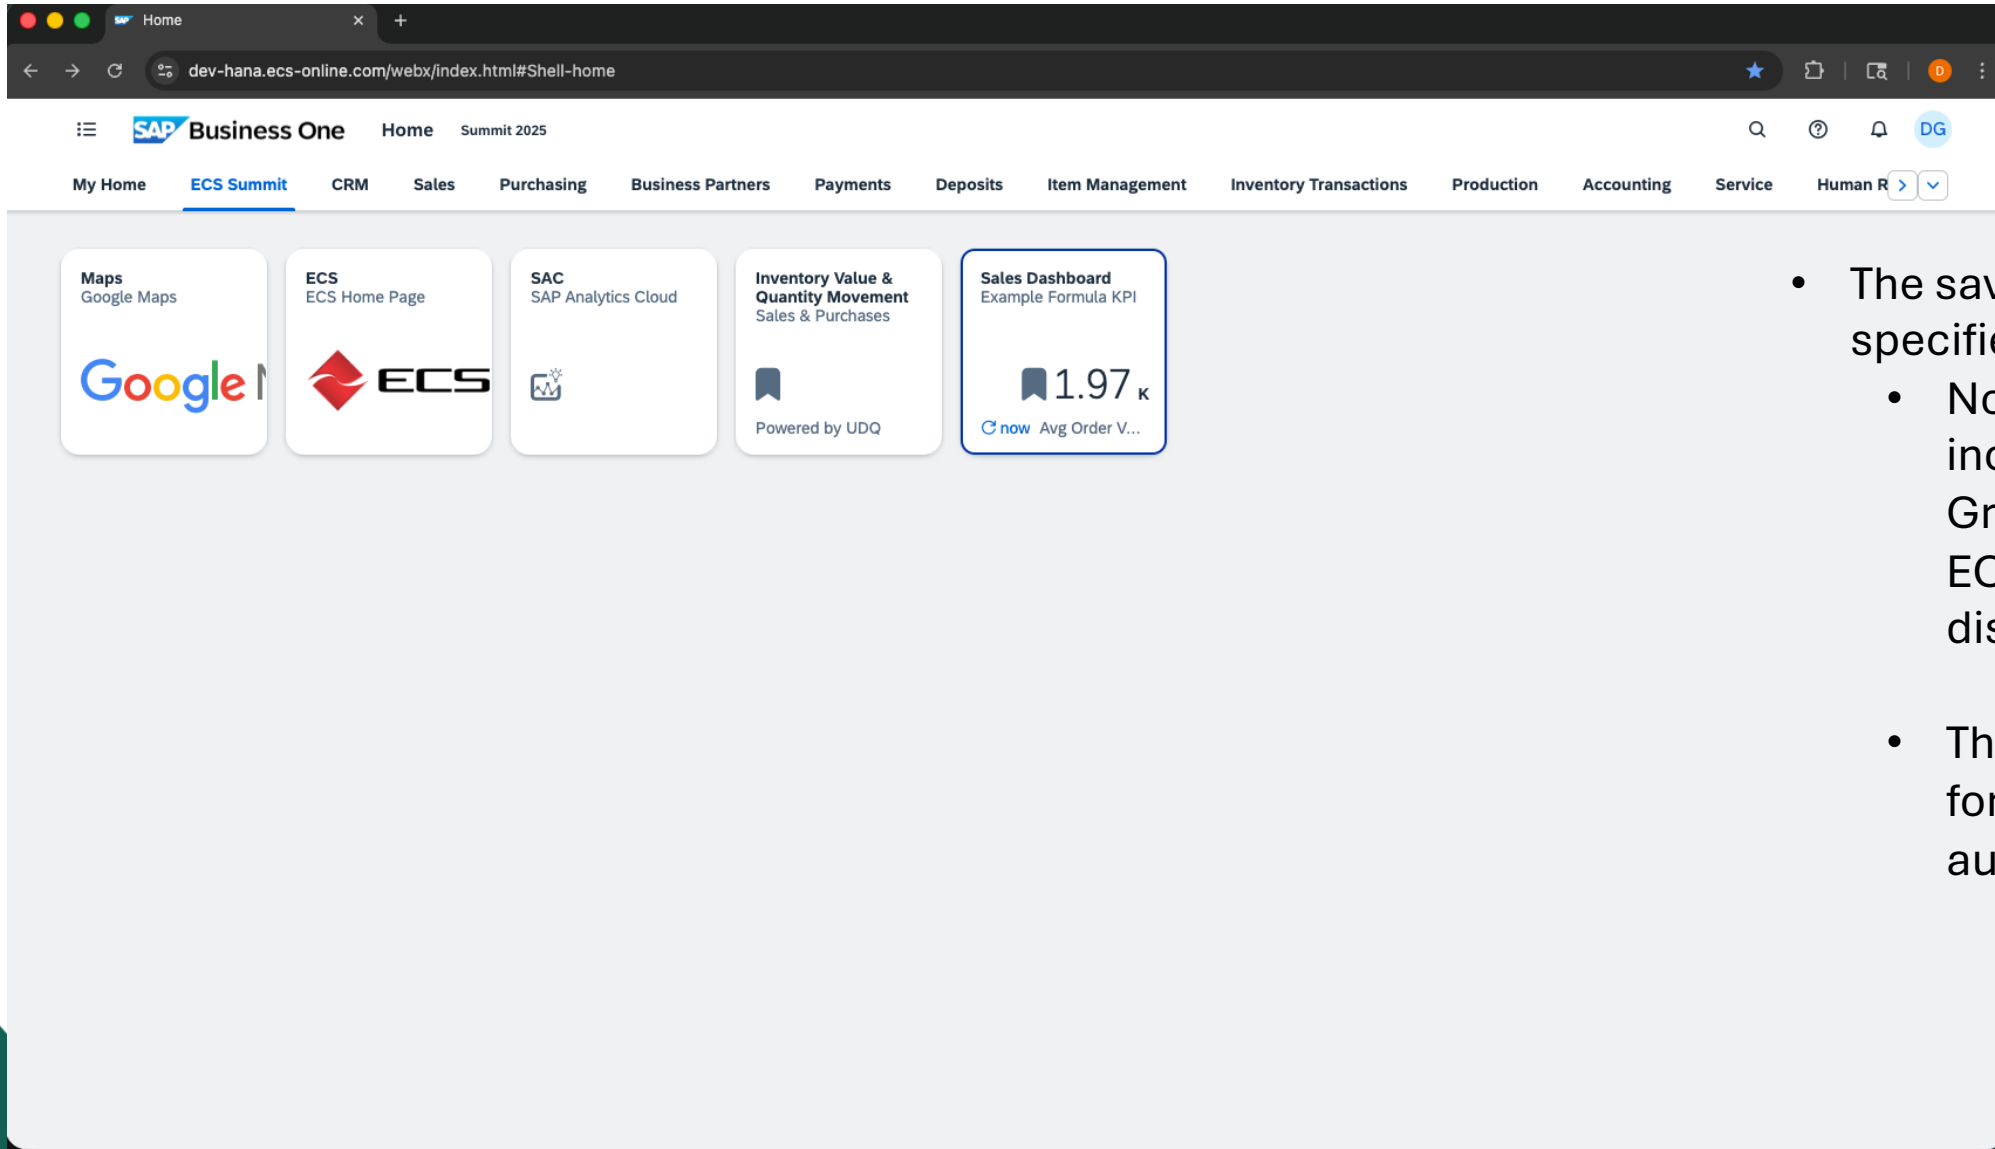 Home
dev-hana.ecs-online.com/webx/index.html#Shell-home
D
SAP Business One Home Summit 2025
DG
My Home ECS Summit CRM Sales Purchasing Business Partners Payments Deposits Item Management Inventory Transactions Production Accounting Service Human R
Maps
Google Maps
Google
ECS
ECS Home Page
ECS
SAC
SAP Analytics Cloud
Inventory Value &
Quantity Movement
Sales & Purchases
Powered by UDQ
Sales Dashboard
Example Formula KPI
1.97 K
now Avg Order V...
• The sav
specifie
• No
inc
Gr
EC
dis
• Th
for
au